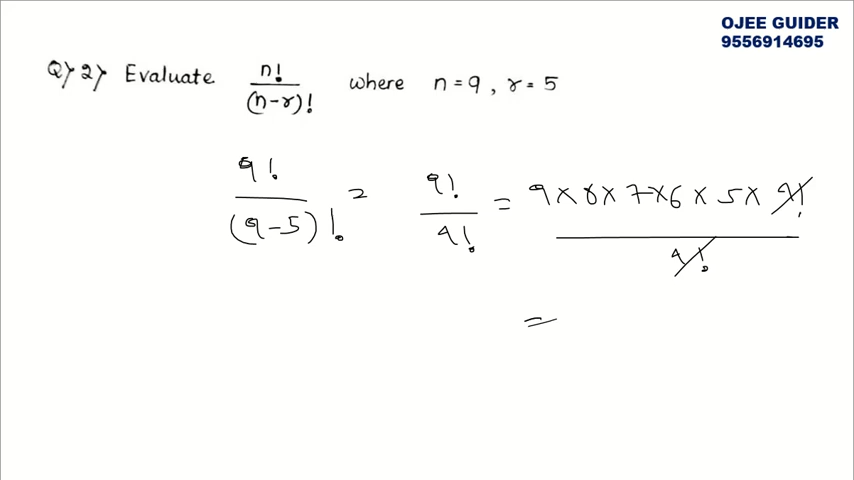 OJEE GUIDER
9556914695
Q) 2) Evaluate n! / (n-r)! where n = 9, r = 5
9! / (9-5)! = 9! / 4! = 9 × 8 × 7 × 6 × 5 × 4! / 4!
=